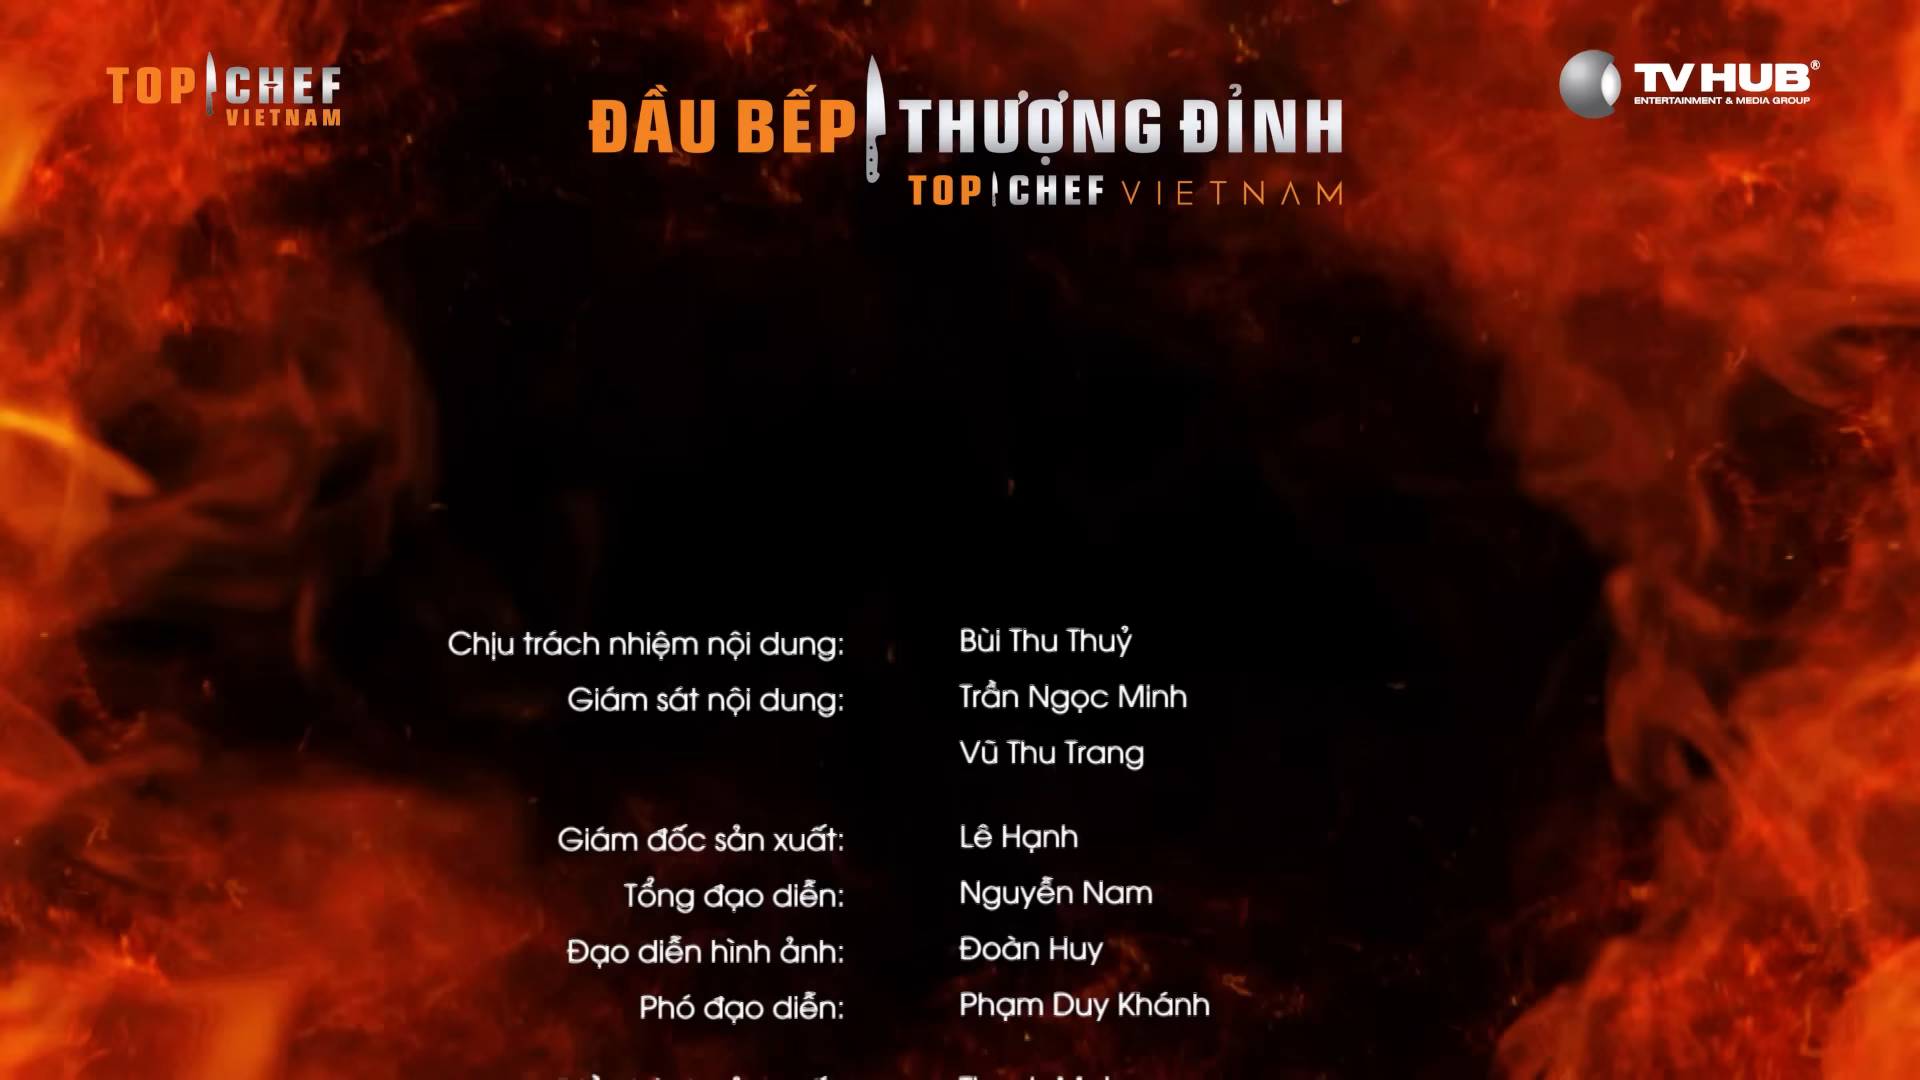 TOP CHEF
VIETNAM
ĐẦU BẾP THƯỢNG ĐỈNH
TOP CHEF VIETNAM
TV HUB®
ENTERTAINMENT & MEDIA GROUP
Chịu trách nhiệm nội dung: Bùi Thu Thuỷ
Giám sát nội dung: Trần Ngọc Minh
Vũ Thu Trang
Giám đốc sản xuất: Lê Hạnh
Tổng đạo diễn: Nguyễn Nam
Đạo diễn hình ảnh: Đoàn Huy
Phó đạo diễn: Phạm Duy Khánh